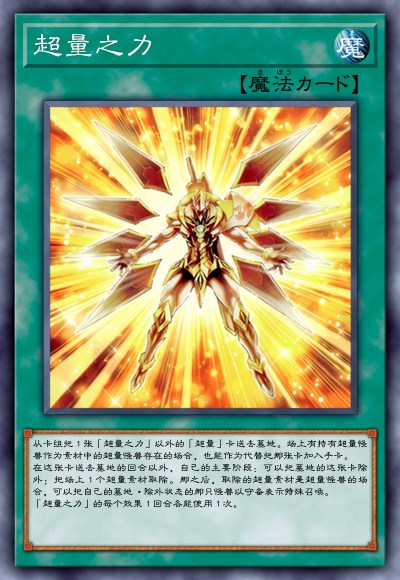 超量之力
魔
【魔法カード】
まほう
从卡组把1张「超量之力」以外的「超量」卡送去墓地。场上有持有超量怪
兽作为素材中的超量怪兽存在的场合，也能作为代替把那张卡加入手卡。
在这张卡送去墓地的回合以外，自己的主要阶段：可以把墓地的这张卡除
外；把场上1个超量素材取除。那之后，取除的超量素材是超量怪兽的场
合，可以把自己的墓地・除外状态的那只怪兽以守备表示特殊召唤。
「超量之力」的每个效果1回合各能使用1次。